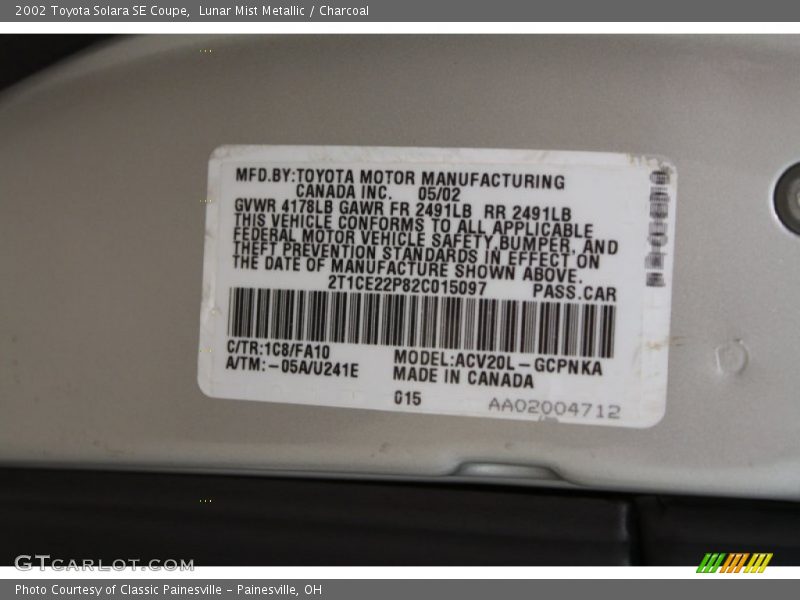 2002 Toyota Solara SE Coupe,  Lunar Mist Metallic / Charcoal
MFD.BY:TOYOTA MOTOR MANUFACTURING
CANADA INC.   05/02
GVWR 4178LB GAWR FR 2491LB  RR 2491LB
THIS VEHICLE CONFORMS TO ALL APPLICABLE
FEDERAL MOTOR VEHICLE SAFETY,BUMPER, AND
THEFT PREVENTION STANDARDS IN EFFECT ON
THE DATE OF MANUFACTURE SHOWN ABOVE.
2T1CE22P82C015097   PASS.CAR
C/TR:1C8/FA10
A/TM:-05A/U241E
MODEL:ACV20L-GCPNKA
MADE IN CANADA
G15   AA02004712
GTCARLOT.COM
Photo Courtesy of Classic Painesville - Painesville, OH